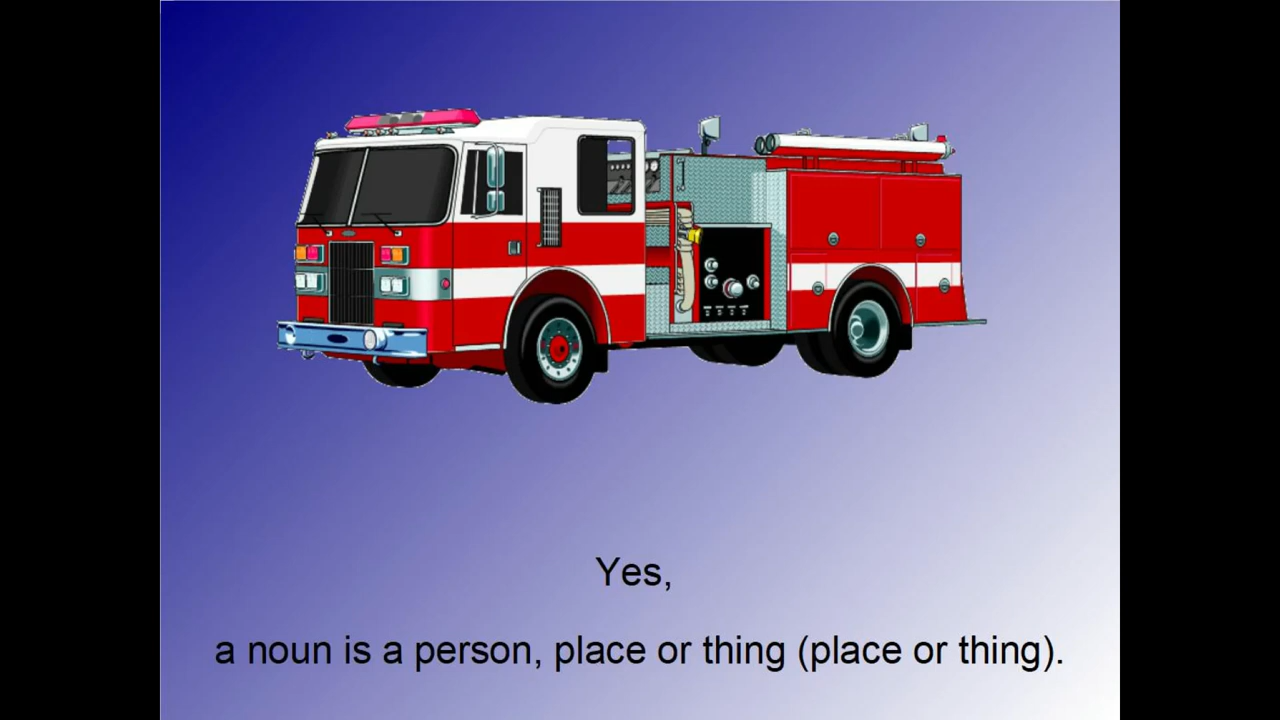 Yes,
a noun is a person, place or thing (place or thing).